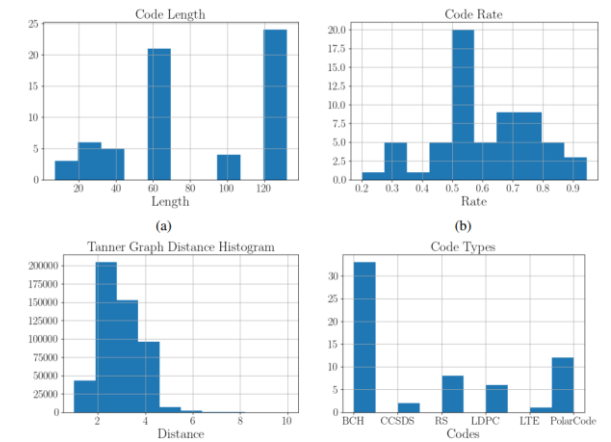 Code Length
25
20
15
10
5
0
20 40 60 80 100 120
Length
(a)
Code Rate
20.0
17.5
15.0
12.5
10.0
7.5
5.0
2.5
0.0
0.2 0.3 0.4 0.5 0.6 0.7 0.8 0.9
Rate
(b)
Tanner Graph Distance Histogram
200000
175000
150000
125000
100000
75000
50000
25000
0
2 4 6 8 10
Distance
Code Types
30
25
20
15
10
5
0
BCH CCSDS RS LDPC LTE PolarCode
Codes